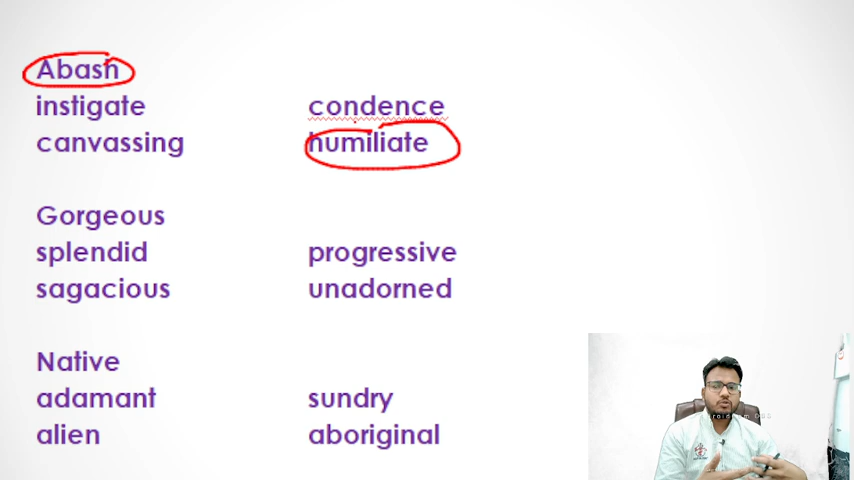 Abash
instigate condence
canvassing humiliate
Gorgeous
splendid progressive
sagacious unadorned
Native
adamant sundry
alien aboriginal